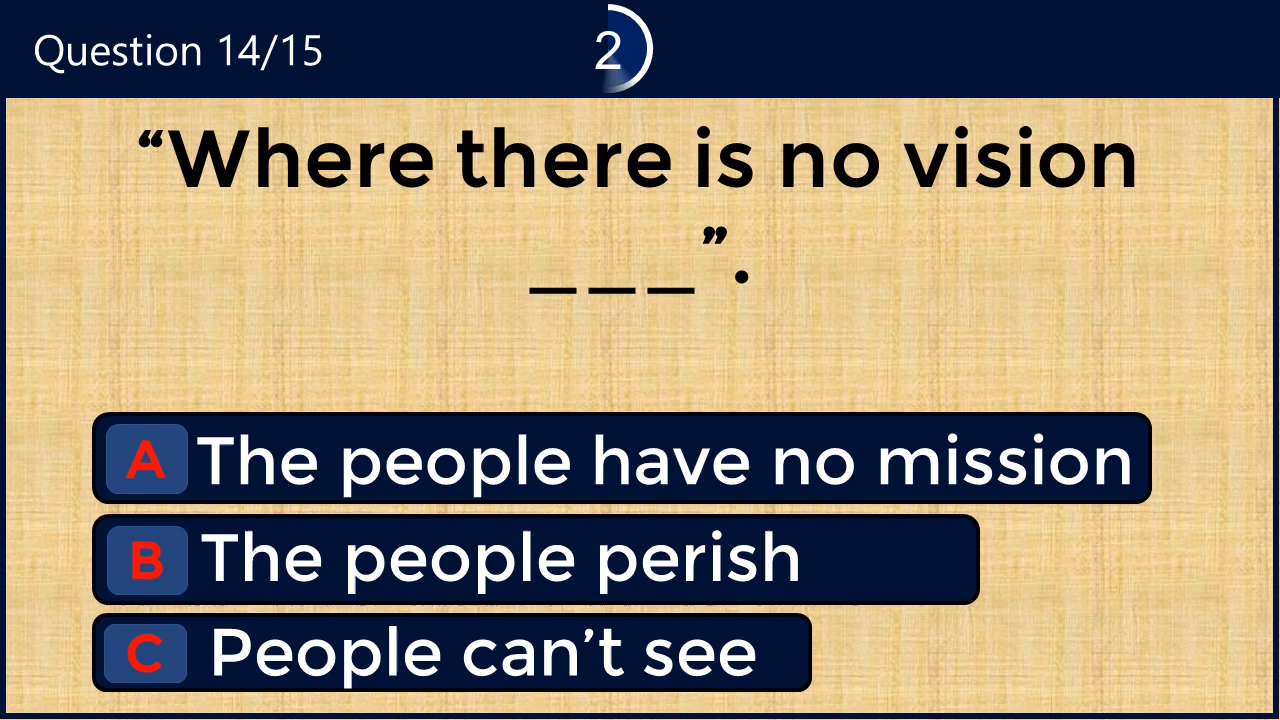 Question 14/15
2
“Where there is no vision
___”.
A The people have no mission
B The people perish
C People can’t see